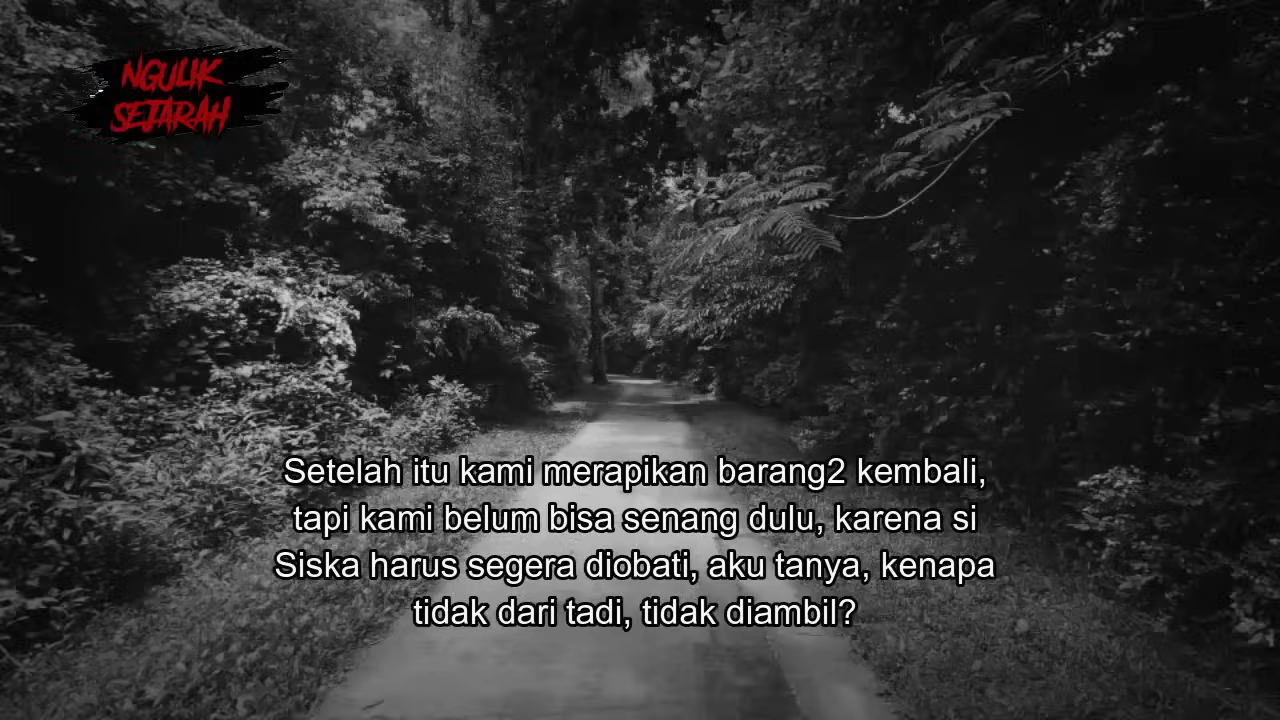 NGULIK
SEJARAH
Setelah itu kami merapikan barang2 kembali,
tapi kami belum bisa senang dulu, karena si
Siska harus segera diobati, aku tanya, kenapa
tidak dari tadi, tidak diambil?